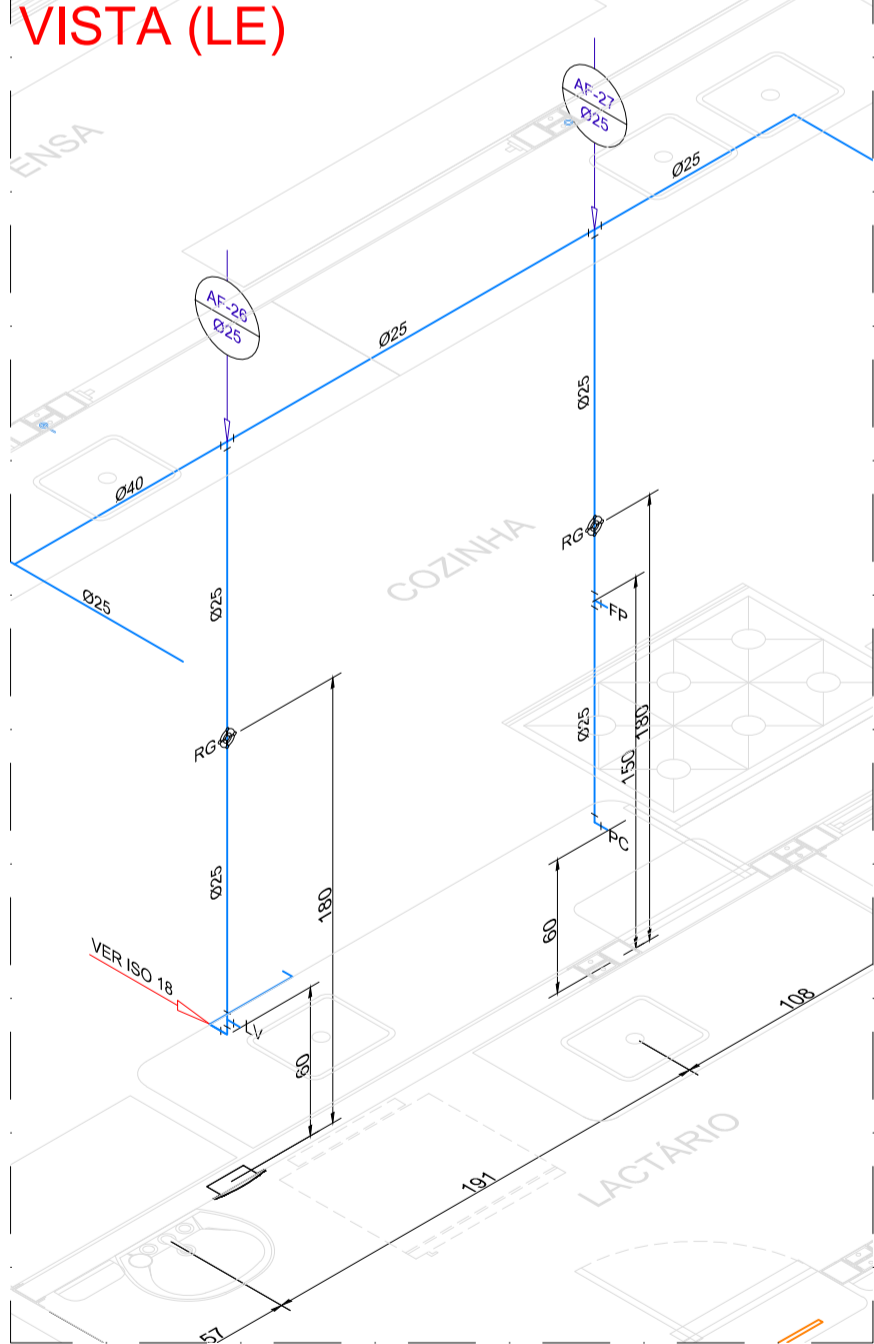 VISTA (LE)
AF-27
Ø25
ENSA
Ø25
AF-26
Ø25
Ø25
Ø25
Ø40
RG
COZINHA
Ø25
Ø25
FP
180
150
Ø25
RG
PC
Ø25
180
60
VER ISO 18
LV
60
108
191
LACTÁRIO
57